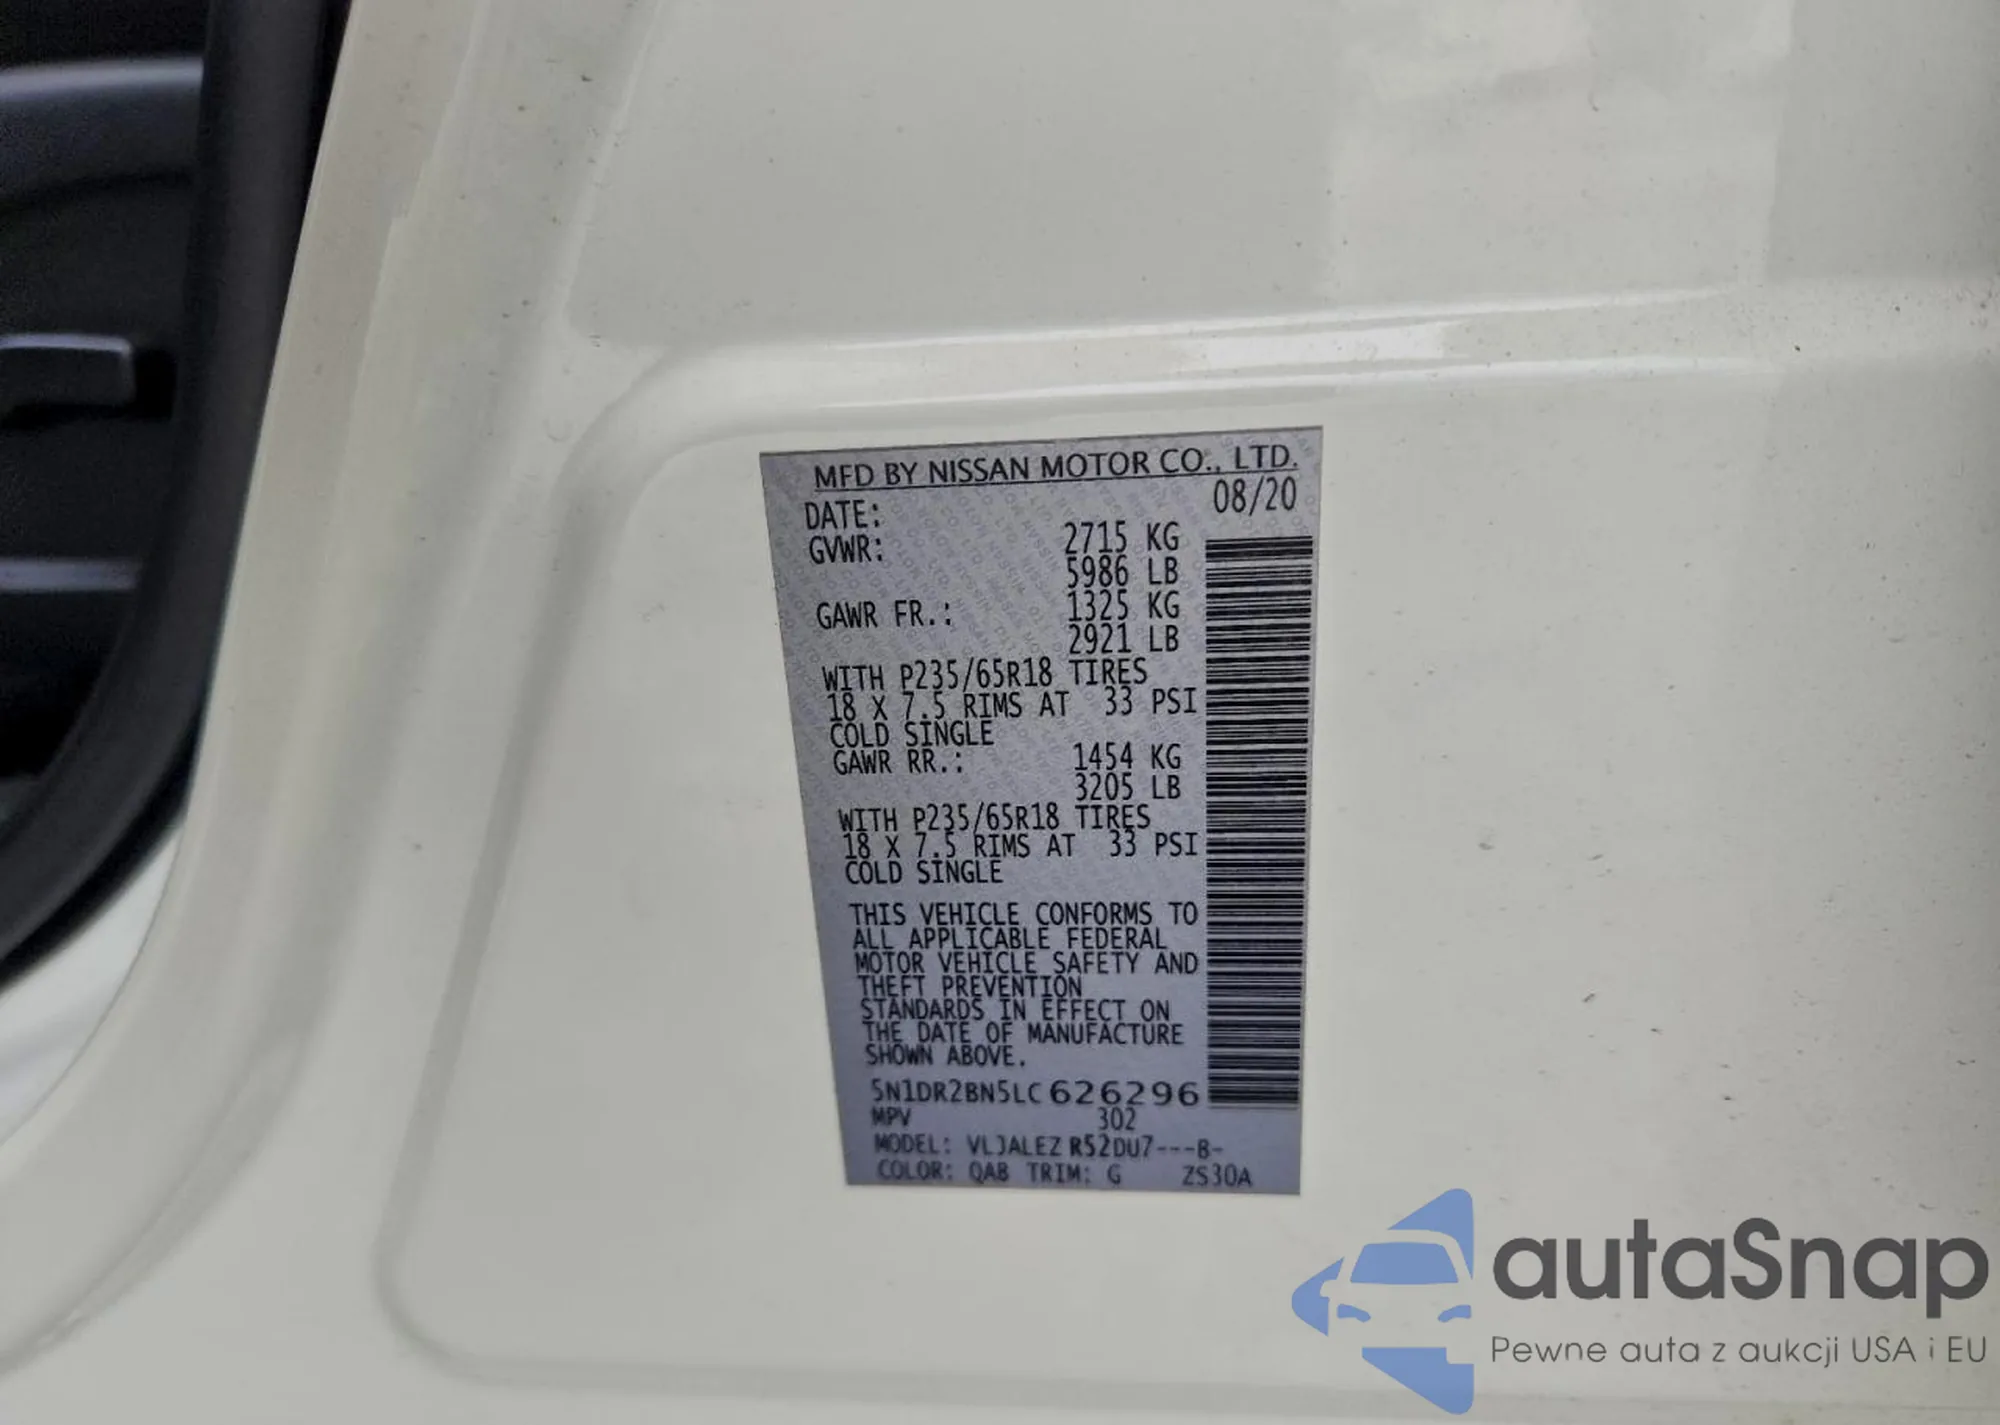 MFD BY NISSAN MOTOR CO., LTD.
DATE: 08/20
GVWR: 2715 KG
5986 LB
GAWR FR.: 1325 KG
2921 LB
WITH P235/65R18 TIRES
18 X 7.5 RIMS AT 33 PSI
COLD SINGLE
GAWR RR.: 1454 KG
3205 LB
WITH P235/65R18 TIRES
18 X 7.5 RIMS AT 33 PSI
COLD SINGLE
THIS VEHICLE CONFORMS TO
ALL APPLICABLE FEDERAL
MOTOR VEHICLE SAFETY AND
THEFT PREVENTION
STANDARDS IN EFFECT ON
THE DATE OF MANUFACTURE
SHOWN ABOVE.
5N1DR2BN5LC626296
MPV 302
MODEL: VLJALEZ R52DU7---B-
COLOR: QAB TRIM: G ZS30A
autaSnap
Pewne auta z aukcji USA i EU